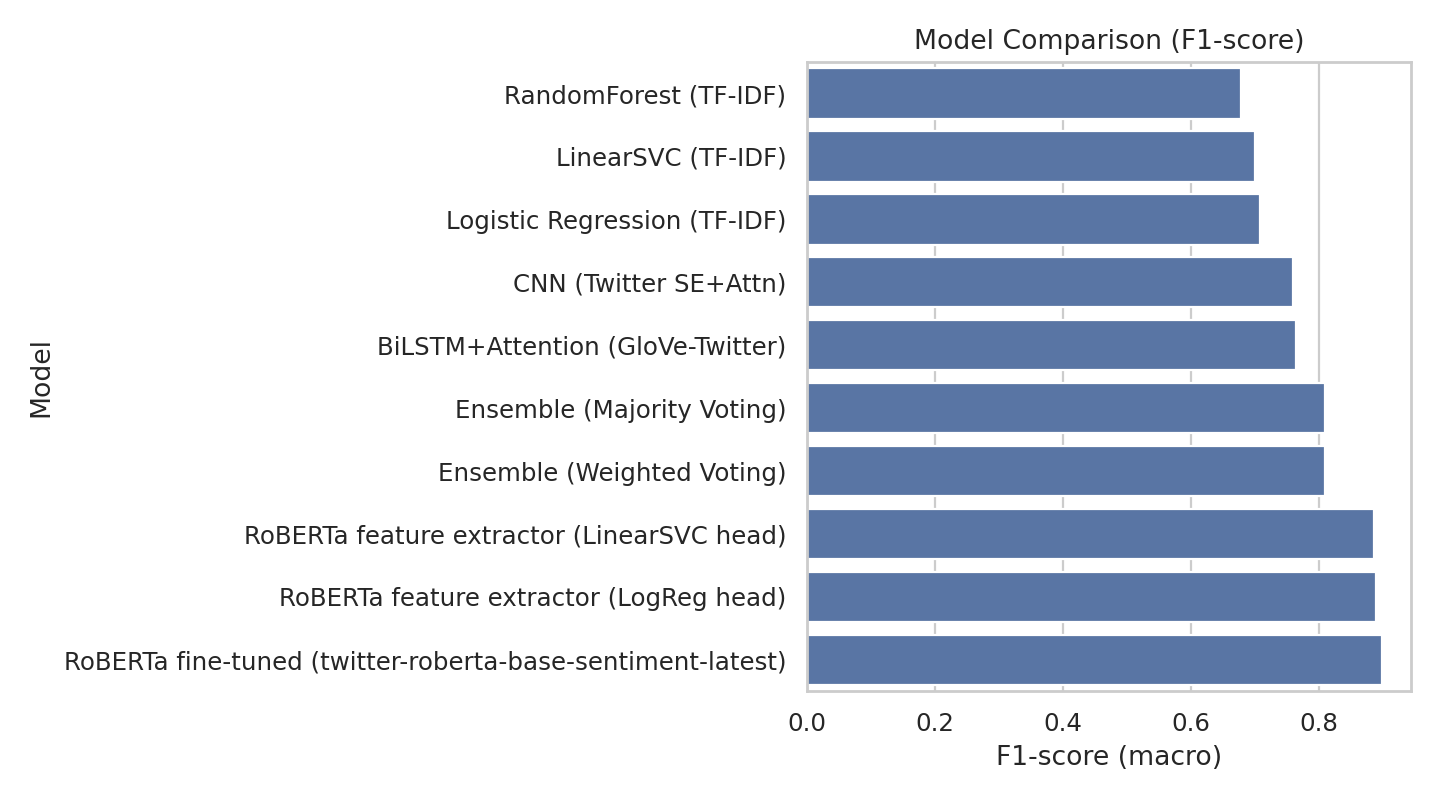 Model Comparison (F1-score)
Model
RandomForest (TF-IDF)
LinearSVC (TF-IDF)
Logistic Regression (TF-IDF)
CNN (Twitter SE+Attn)
BiLSTM+Attention (GloVe-Twitter)
Ensemble (Majority Voting)
Ensemble (Weighted Voting)
RoBERTa feature extractor (LinearSVC head)
RoBERTa feature extractor (LogReg head)
RoBERTa fine-tuned (twitter-roberta-base-sentiment-latest)
0.0 0.2 0.4 0.6 0.8
F1-score (macro)